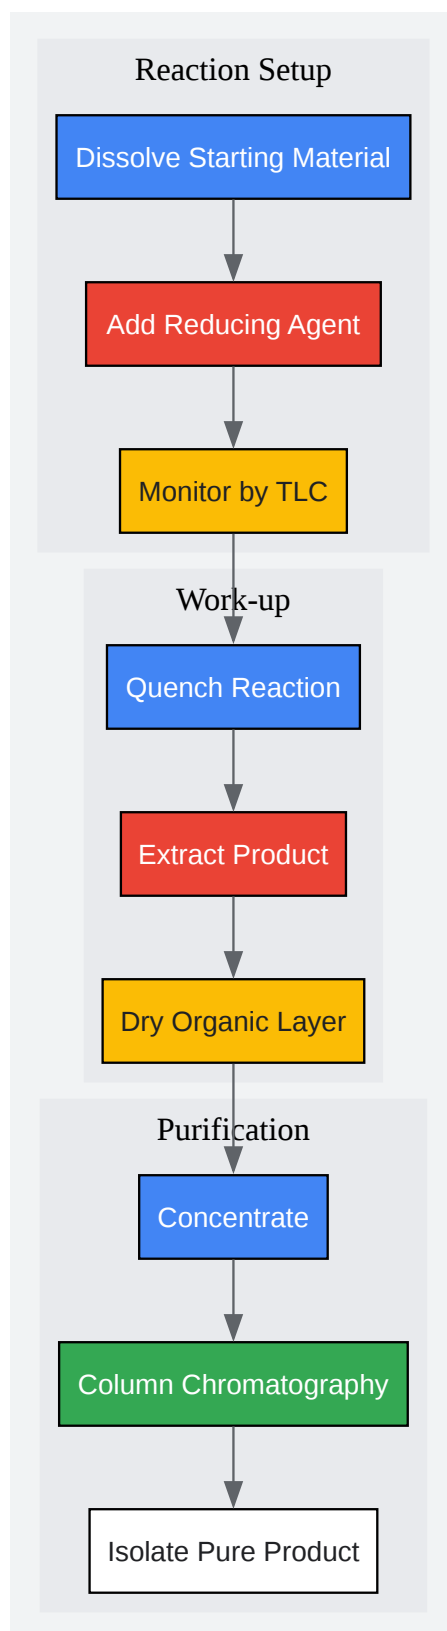 Reaction Setup
Dissolve Starting Material
Add Reducing Agent
Monitor by TLC
Work-up
Quench Reaction
Extract Product
Dry Organic Layer
Purification
Concentrate
Column Chromatography
Isolate Pure Product